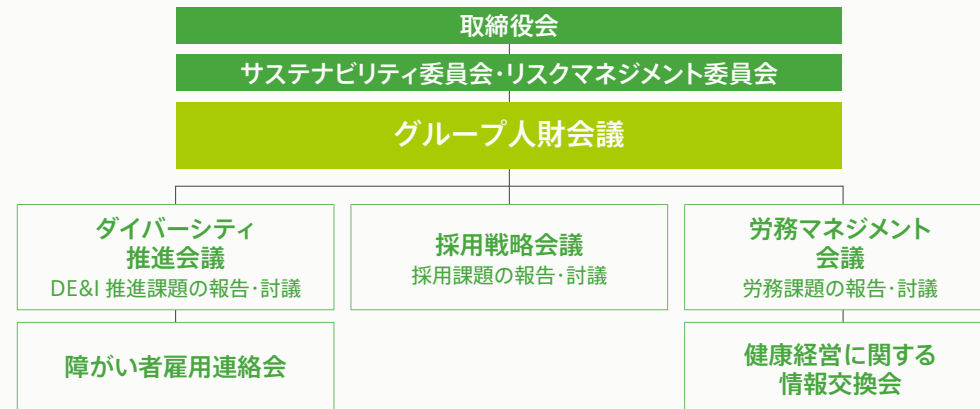 取締役会
サステナビリティ委員会・リスクマネジメント委員会
グループ人財会議
ダイバーシティ
推進会議
DE&I 推進課題の報告・討議
採用戦略会議
採用課題の報告・討議
労務マネジメント
会議
労務課題の報告・討議
障がい者雇用連絡会
健康経営に関する
情報交換会